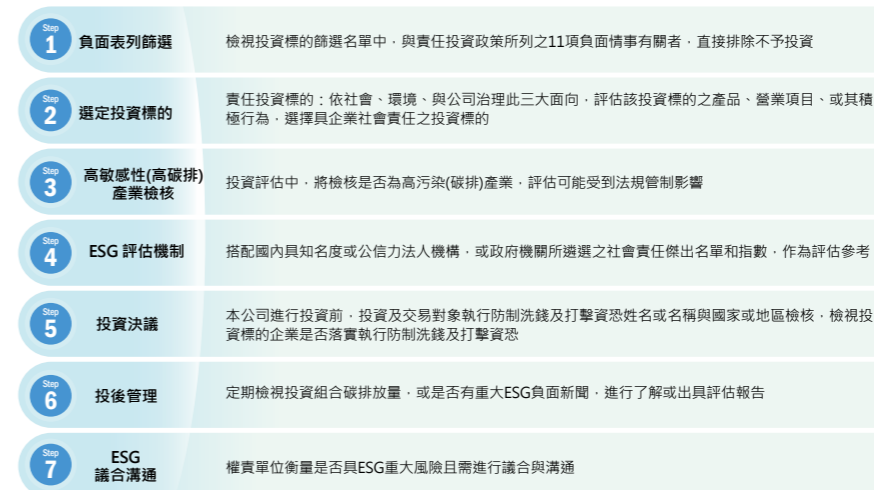 Step
1
負面表列篩選
檢視投資標的篩選名單中，與責任投資政策所列之11項負面情事有關者，直接排除不予投資
Step
2
選定投資標的
責任投資標的：依社會、環境、與公司治理此三大面向，評估該投資標的之產品、營業項目、或其積
極行為，選擇具企業社會責任之投資標的
Step
3
高敏感性(高碳排)
產業檢核
投資評估中，將檢核是否為高污染(碳排)產業，評估可能受到法規管制影響
Step
4
ESG 評估機制
搭配國內具知名度或公信力法人機構，或政府機關所遴選之社會責任傑出名單和指數，作為評估參考
Step
5
投資決議
本公司進行投資前，投資及交易對象執行防制洗錢及打擊資恐姓名或名稱與國家或地區檢核，檢視投
資標的企業是否落實執行防制洗錢及打擊資恐
Step
6
投後管理
定期檢視投資組合碳排放量，或是否有重大ESG負面新聞，進行了解或出具評估報告
Step
7
ESG
議合溝通
權責單位衡量是否具ESG重大風險且需進行議合與溝通